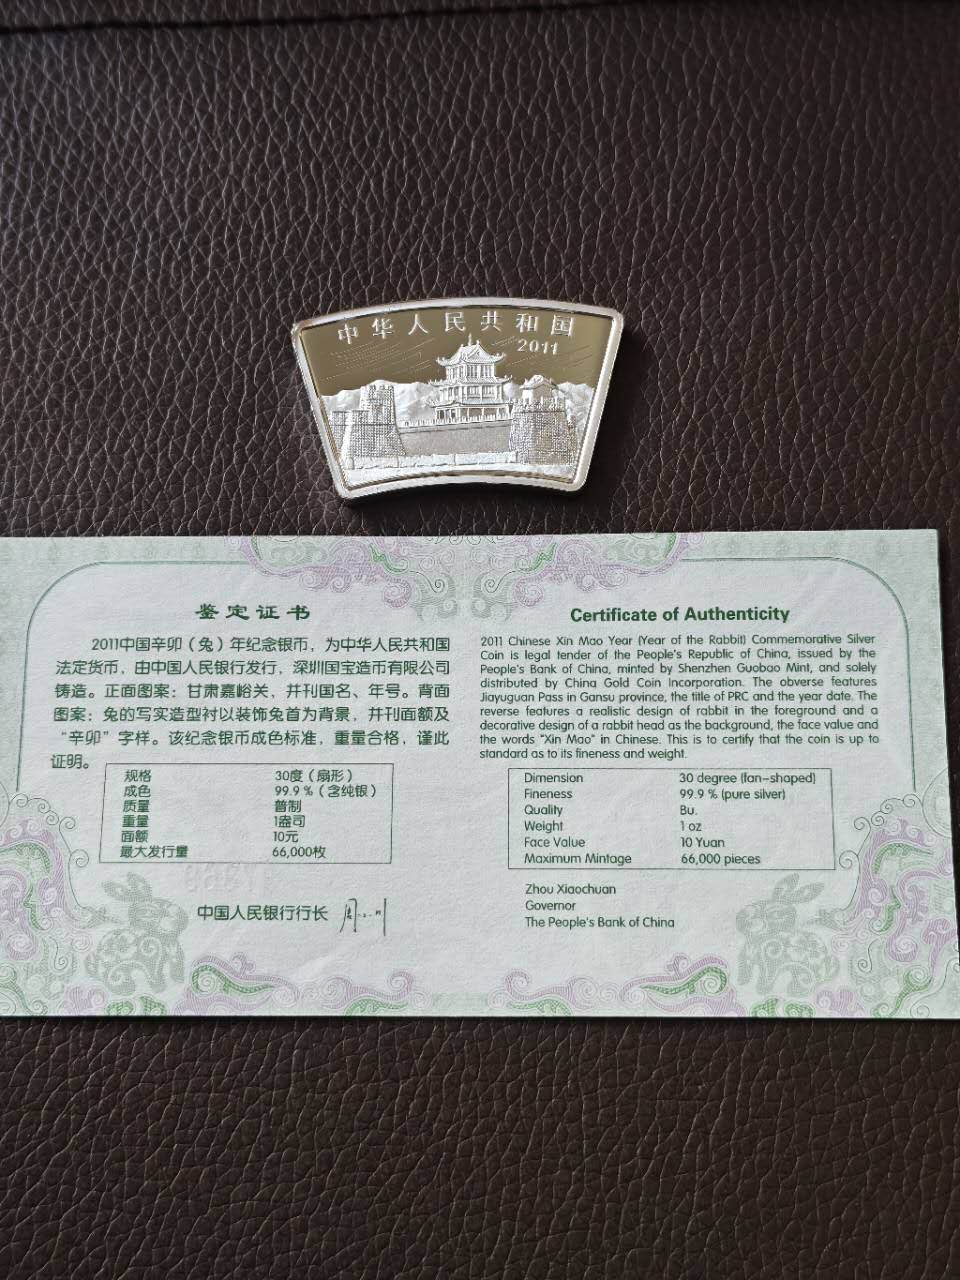 中华人民共和国
2011
鉴定证书
2011中国辛卯（兔）年纪念银币，为中华人民共和国
法定货币，由中国人民银行发行，深圳国宝造币有限公司
铸造。正面图案：甘肃嘉峪关，并刊国名、年号。背面
图案：兔的写实造型衬以装饰兔首为背景，并刊面额及
“辛卯”字样。该纪念银币成色标准，重量合格，谨此
证明。
规格 30度（扇形）
成色 99.9％（含纯银）
质量 普制
重量 1盎司
面额 10元
最大发行量 66,000枚
中国人民银行行长
Certificate of Authenticity
2011 Chinese Xin Mao Year (Year of the Rabbit) Commemorative Silver
Coin is legal tender of the People's Republic of China, issued by the
People's Bank of China, minted by Shenzhen Guobao Mint, and solely
distributed by China Gold Coin Incorporation. The obverse features
Jiayuguan Pass in Gansu province, the title of PRC and the year date. The
reverse features a realistic design of rabbit in the foreground and a
decorative design of a rabbit head as the background, the face value and
the words "Xin Mao" in Chinese. This is to certify that the coin is up to
standard as to its fineness and weight.
Dimension 30 degree (fan-shaped)
Fineness 99.9 % (pure silver)
Quality Bu.
Weight 1 oz
Face Value 10 Yuan
Maximum Mintage 66,000 pieces
Zhou Xiaochuan
Governor
The People's Bank of China